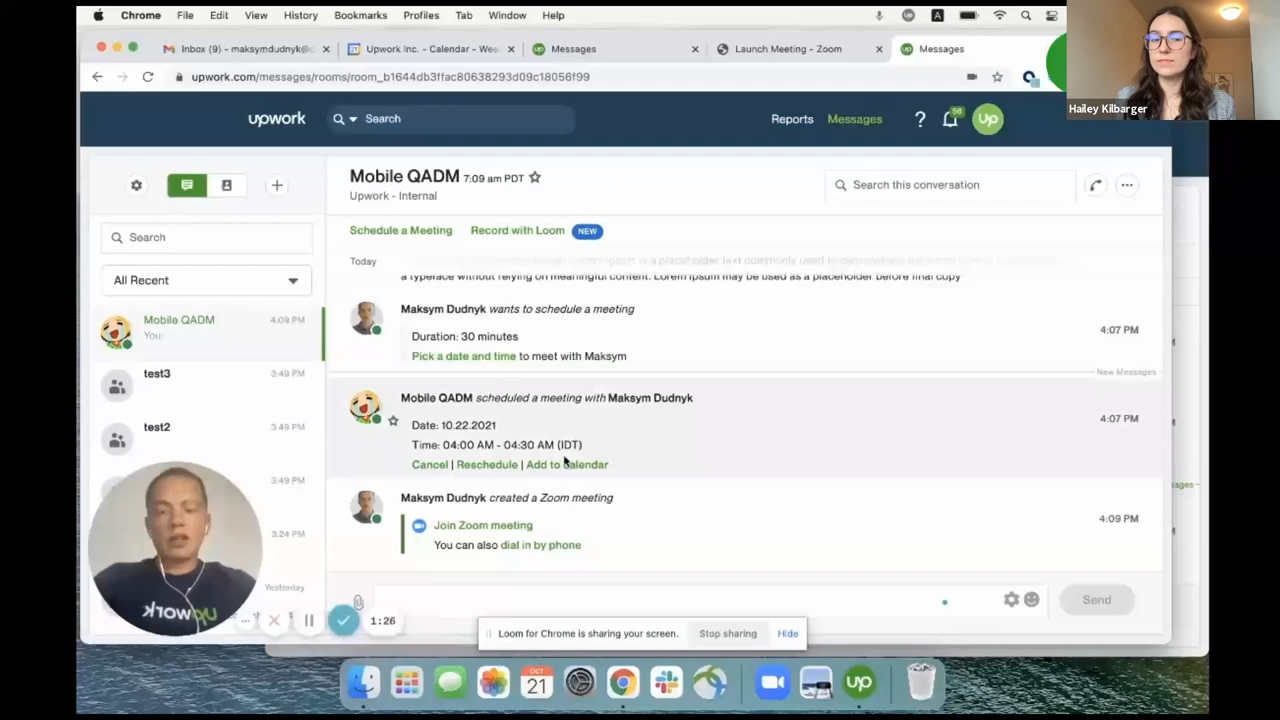 Chrome File Edit View History Bookmarks Profiles Tab Window Help
A
Inbox (9) - maksymdudnyk@c
Upwork Inc. - Calendar - Wee
Messages
Launch Meeting - Zoom
Messages
upwork.com/messages/rooms/room_b1644db3ffac80638293d09c18056f99
Hailey Kilbarger
upwork
Search
Reports
Messages
?
Up
Mobile QADM 7:09 am PDT
Upwork - Internal
Search this conversation
Search
Schedule a Meeting
Record with Loom
NEW
All Recent
Today
a typeface without relying on meaningful content. Lorem ipsum may be used as a placeholder before final copy
Mobile QADM
4:09 PM
You:
Maksym Dudnyk wants to schedule a meeting
Duration: 30 minutes
4:07 PM
Pick a date and time to meet with Maksym
New Messages
test3
3:49 PM
Mobile QADM scheduled a meeting with Maksym Dudnyk
Date: 10.22.2021
4:07 PM
Time: 04:00 AM - 04:30 AM (IDT)
Cancel | Reschedule | Add to calendar
test2
3:49 PM
3:49 PM
Maksym Dudnyk created a Zoom meeting
Join Zoom meeting
4:09 PM
You can also dial in by phone
3:24 PM
Yesterday
upwork
1:26
Send
Loom for Chrome is sharing your screen.
Stop sharing
Hide
OCT
21
Up